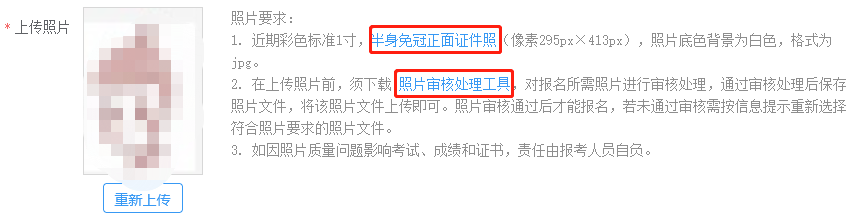 * 上传照片
重新上传
照片要求：
1. 近期彩色标准1寸，半身免冠正面证件照（像素295px×413px），照片底色背景为白色，格式为
jpg。
2. 在上传照片前，须下载 照片审核处理工具，对报名所需照片进行审核处理，通过审核处理后保存
照片文件，将该照片文件上传即可。照片审核通过后才能报名，若未通过审核需按信息提示重新选择
符合照片要求的照片文件。
3. 如因照片质量问题影响考试、成绩和证书，责任由报考人员自负。